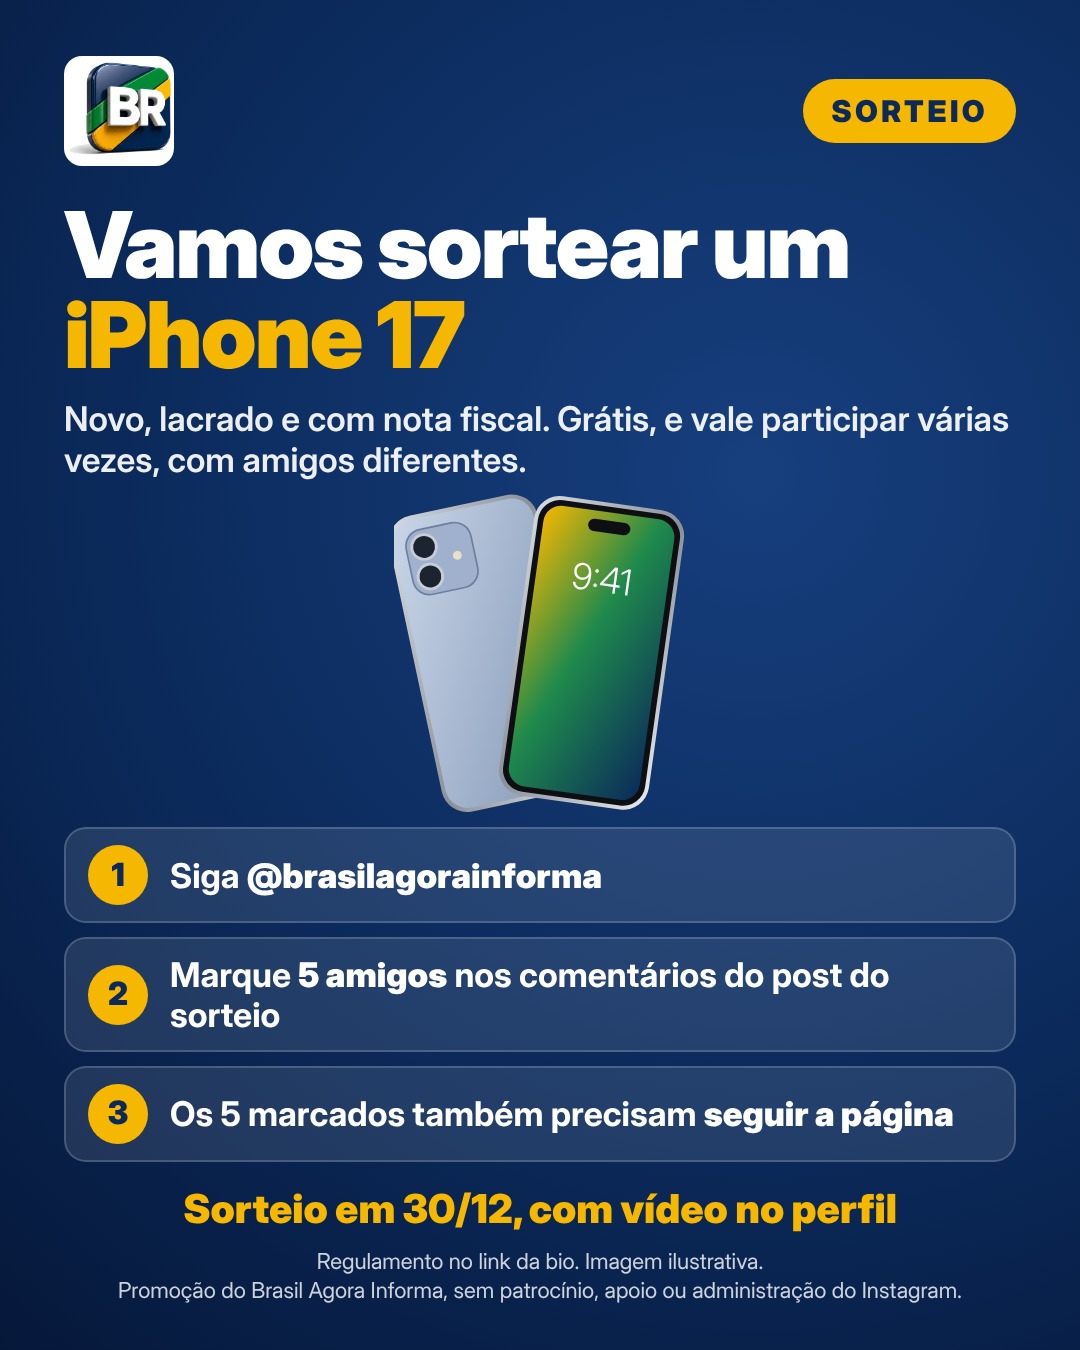 BR
SORTEIO
Vamos sortear um
iPhone 17
Novo, lacrado e com nota fiscal. Grátis, e vale participar várias
vezes, com amigos diferentes.
9:41
1
Siga @brasilagorainforma
2
Marque 5 amigos nos comentários do post do
sorteio
3
Os 5 marcados também precisam seguir a página
Sorteio em 30/12, com vídeo no perfil
Regulamento no link da bio. Imagem ilustrativa.
Promoção do Brasil Agora Informa, sem patrocínio, apoio ou administração do Instagram.